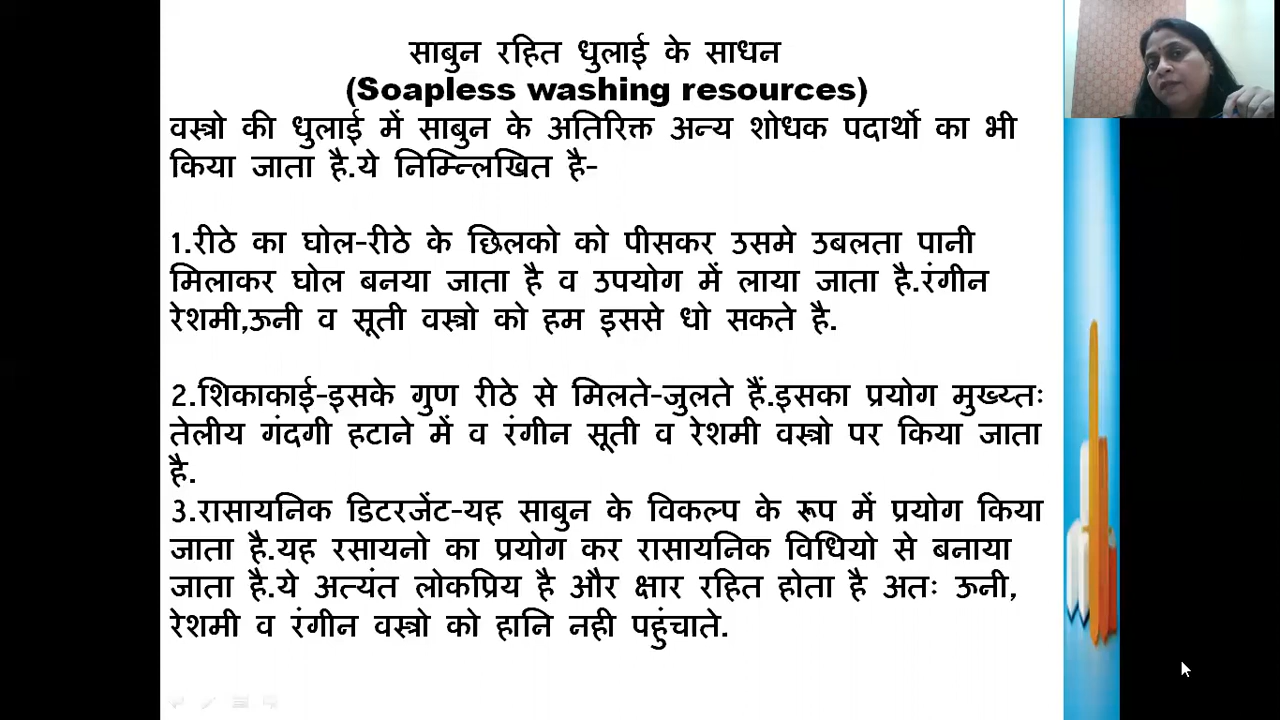 साबुन रहित धुलाई के साधन
(Soapless washing resources)
वस्त्रो की धुलाई में साबुन के अतिरिक्त अन्य शोधक पदार्थो का भी
किया जाता है.ये निम्न्लिखित है-
1.रीठे का घोल-रीठे के छिलको को पीसकर उसमे उबलता पानी
मिलाकर घोल बनया जाता है व उपयोग में लाया जाता है.रंगीन
रेशमी,ऊनी व सूती वस्त्रो को हम इससे धो सकते है.
2.शिकाकाई-इसके गुण रीठे से मिलते-जुलते हैं.इसका प्रयोग मुख्य्तः
तेलीय गंदगी हटाने में व रंगीन सूती व रेशमी वस्त्रो पर किया जाता
है.
3.रासायनिक डिटरजेंट-यह साबुन के विकल्प के रूप में प्रयोग किया
जाता है.यह रसायनो का प्रयोग कर रासायनिक विधियो से बनाया
जाता है.ये अत्यंत लोकप्रिय है और क्षार रहित होता है अतः ऊनी,
रेशमी व रंगीन वस्त्रो को हानि नही पहुंचाते.